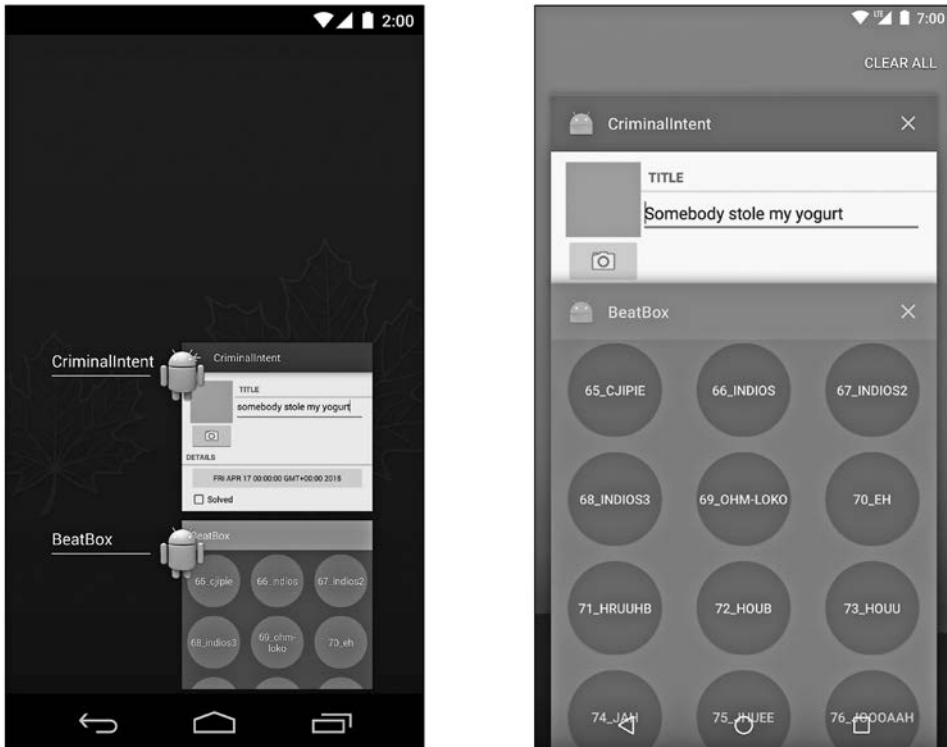 2:00
CriminalIntent
CriminalIntent
TITLE
somebody stole my yogurt
DETAILS
FRI APR 17 00:00:00 GMT+00:00 2015
Solved
BeatBox
BeatBox
65_cjipie 66_indios 67_indios2
68_indios3 69_ohm-loko 70_eh
LTE 7:00
CLEAR ALL
CriminalIntent
TITLE
Somebody stole my yogurt
BeatBox
65_CJIPIE 66_INDIOS 67_INDIOS2
68_INDIOS3 69_OHM-LOKO 70_EH
71_HRUUHB 72_HOUB 73_HOUU
74_JAH 75_JHUEE 76_JOOOAAH